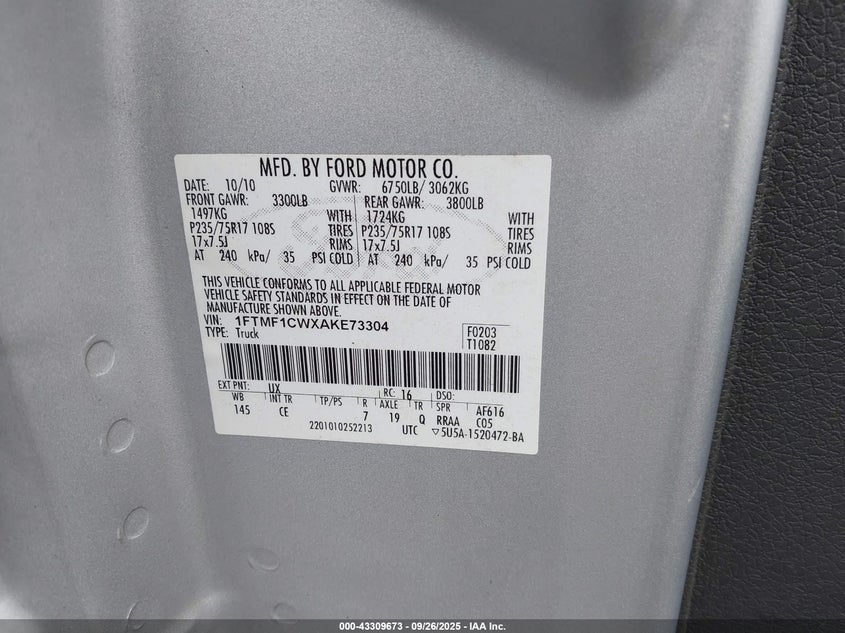 MFD. BY FORD MOTOR CO.
DATE: 10/10 GVWR: 6750LB/ 3062KG
FRONT GAWR: 3300LB REAR GAWR: 3800LB
1497KG WITH 1724KG WITH
P235/75R17 108S TIRES P235/75R17 108S TIRES
17x7.5J RIMS 17x7.5J RIMS
AT 240 kPa/ 35 PSI COLD AT 240 kPa/ 35 PSI COLD
THIS VEHICLE CONFORMS TO ALL APPLICABLE FEDERAL MOTOR
VEHICLE SAFETY STANDARDS IN EFFECT ON THE DATE OF
MANUFACTURE SHOWN ABOVE.
VIN: 1FTMF1CWXAKE73304 F0203
TYPE: Truck T1082
EXT PNT: UX RC: 16 DSO:
WB INT TR TP/PS R AXLE TR SPR AF616
145 CE 7 19 Q RRAA C05
2201010252213 UTC ▽5U5A-1520472-BA
000-43309673 - 09/26/2025 - IAA Inc.